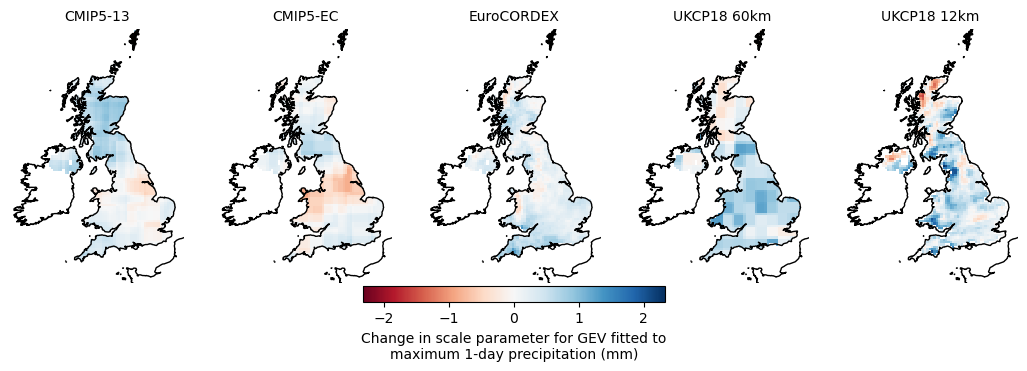 CMIP5-13
CMIP5-EC
EuroCORDEX
UKCP18 60km
UKCP18 12km
−2
−1
0
1
2
Change in scale parameter for GEV fitted to
maximum 1-day precipitation (mm)